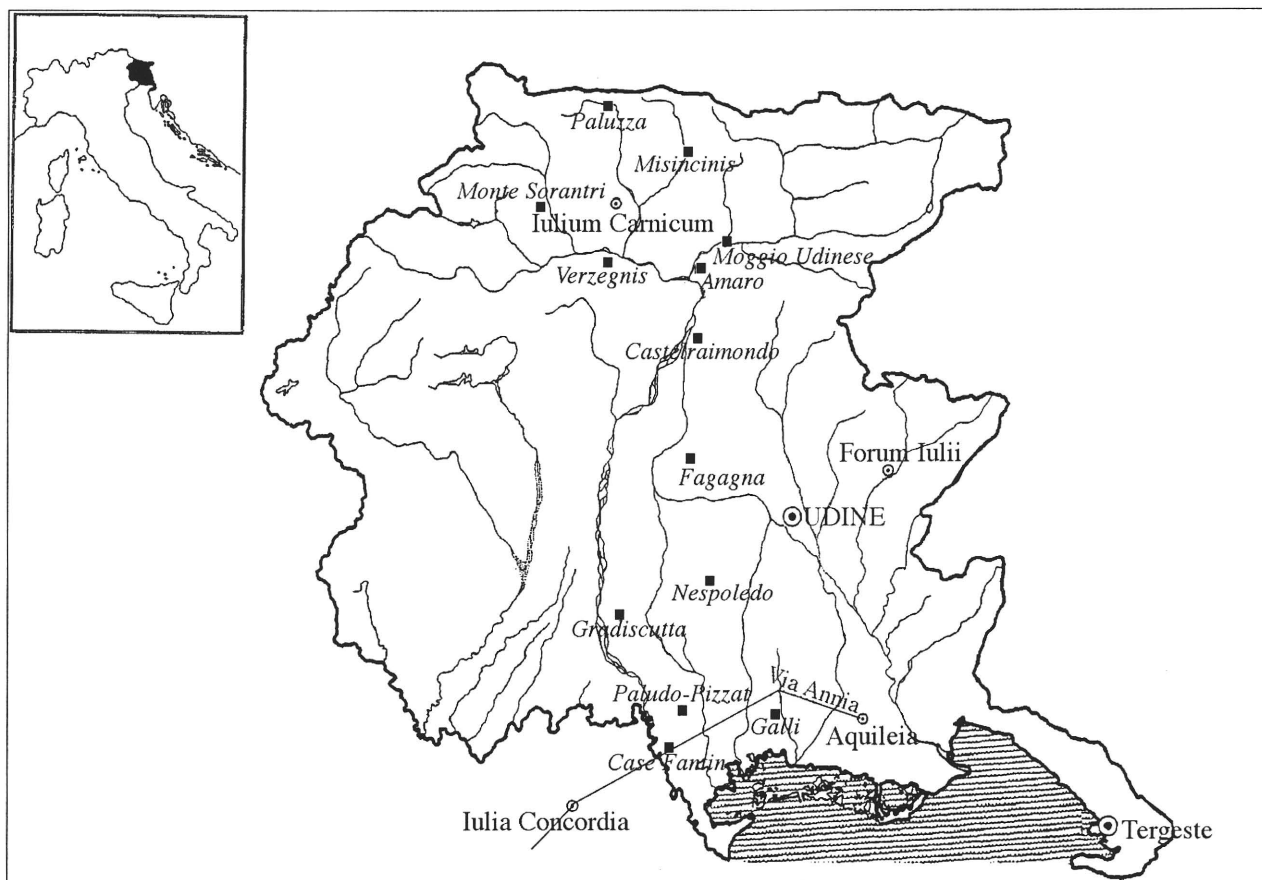 Paluzza
Misincinis
Monte Sorantri
Iulium Carnicum
Moggio Udinese
Verzegnis
Amaro
Castelraimondo
Forum Iulii
Fagagna
UDINE
Nespoledo
Gradiscutta
Via Annia
Paludo-Pizzat
Galli
Aquileia
Case Fantin
Iulia Concordia
Tergeste